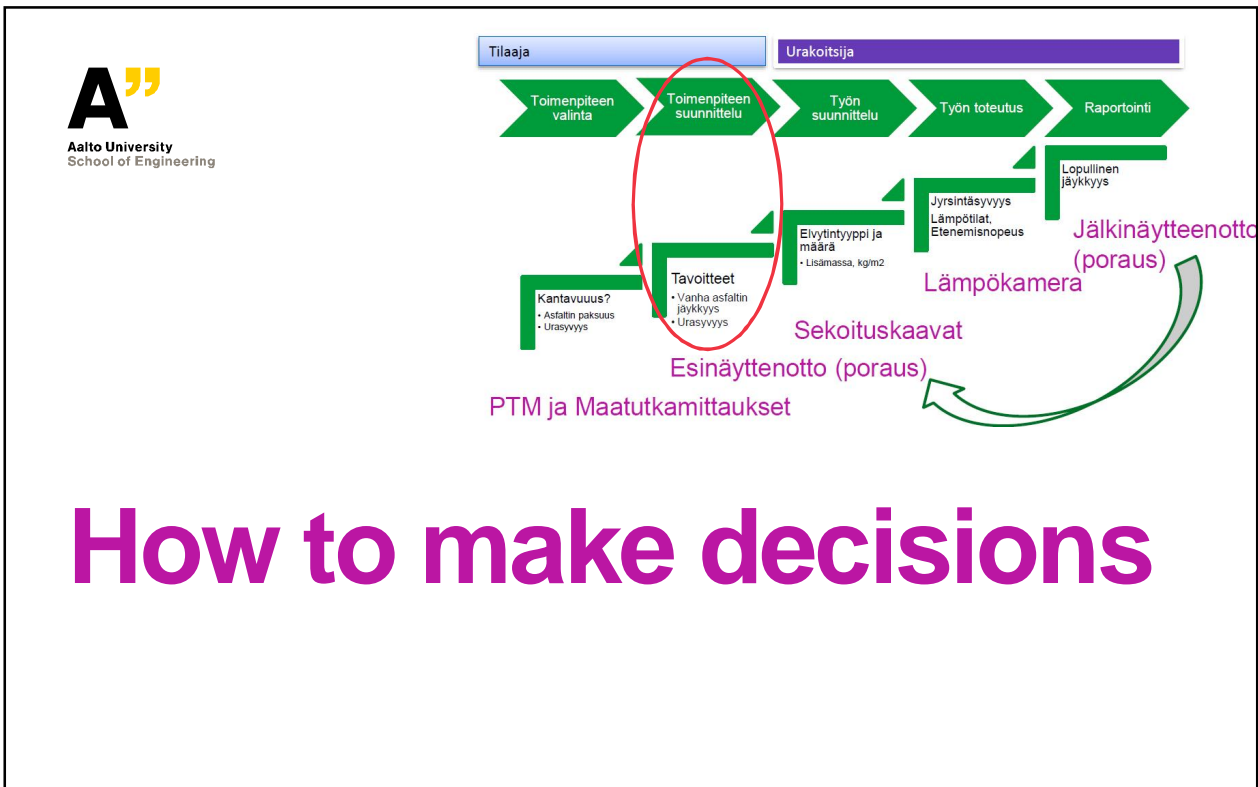 Tilaaja
Urakoitsija
Toimenpiteen
valinta
Toimenpiteen
suunnittelu
Työn
suunnittelu
Työn toteutus
Raportointi
A”
Aalto University
School of Engineering
Kantavuuus?
• Asfaltin paksuus
• Urasyvyys
Tavoitteet
• Vanha asfaltin
jäykkyys
• Urasyvyys
Elvytintyyppi ja
määrä
• Lisämassa, kg/m2
Jyrsintäsyvyys
Lämpötilat,
Etenemisnopeus
Lopullinen
jäykkyys
Jälkinäytteenotto
(poraus)
Lämpökamera
Sekoituskaavat
Esinäyttenotto (poraus)
PTM ja Maatutkamittaukset
How to make decisions